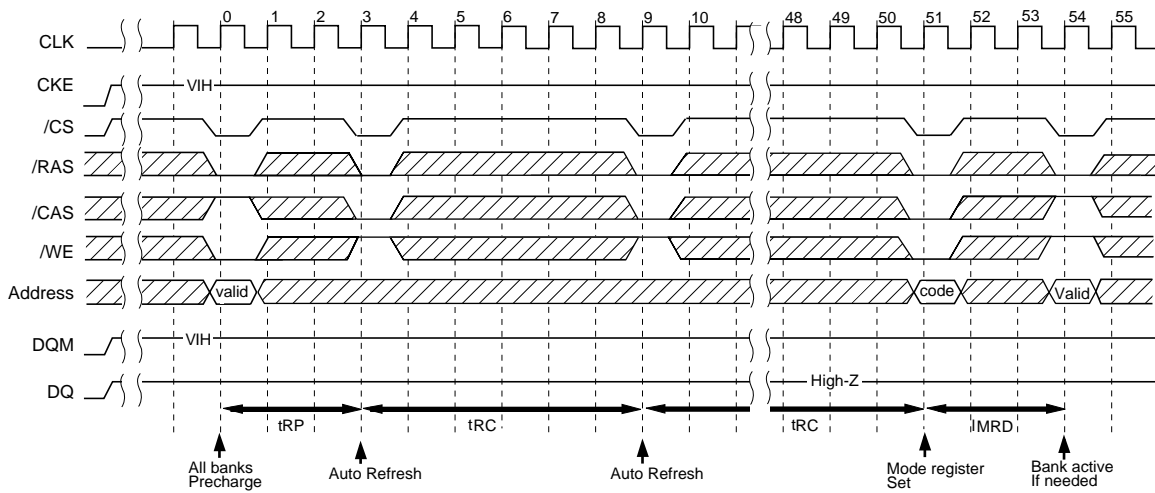 0 1 2 3 4 5 6 7 8 9 10 48 49 50 51 52 53 54 55
CLK
CKE VIH
/CS
/RAS
/CAS
/WE
Address valid code Valid
DQM VIH
DQ High-Z
tRP tRC tRC lMRD
All banks
Precharge
Auto Refresh
Auto Refresh
Mode register
Set
Bank active
If needed